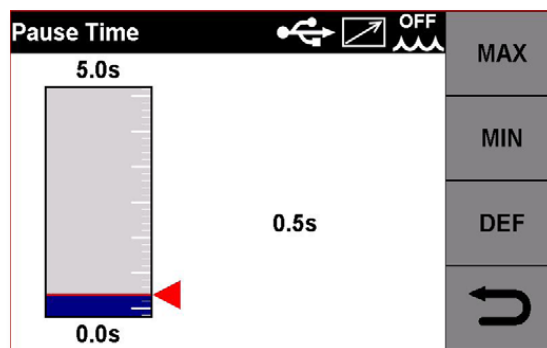 Pause Time
OFF
5.0s
0.5s
0.0s
MAX
MIN
DEF